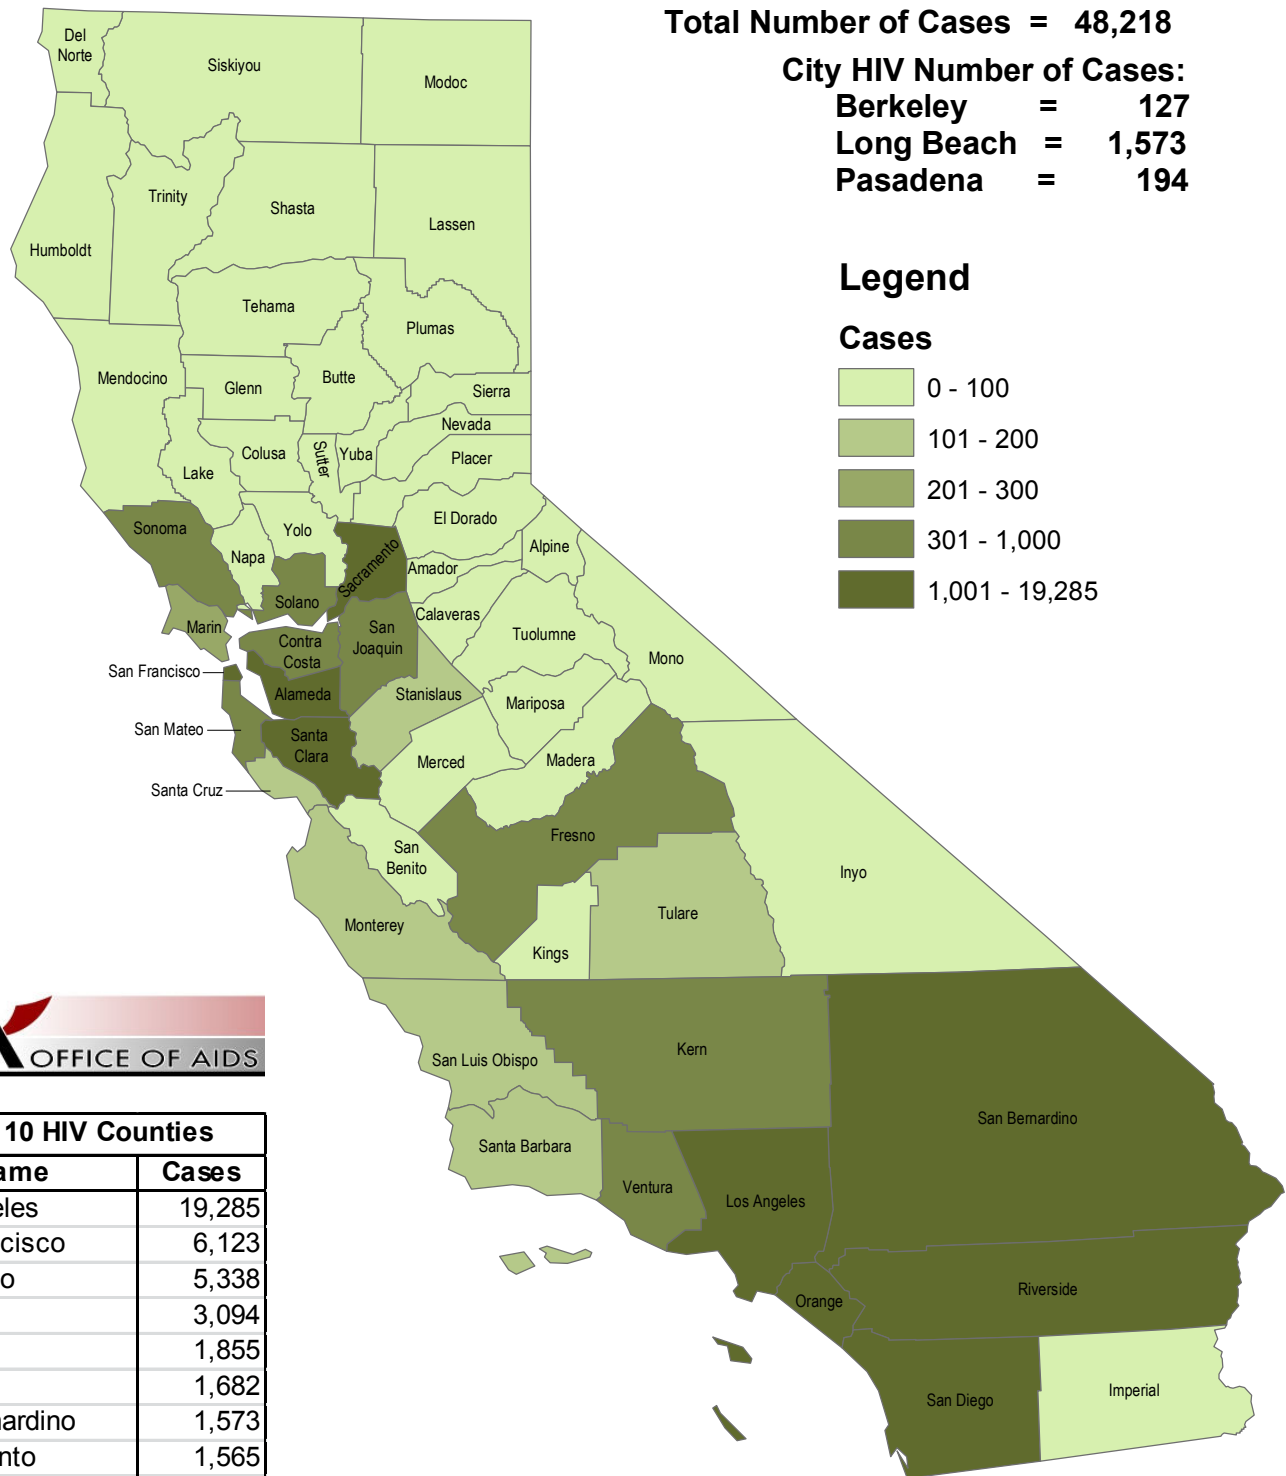 Total Number of Cases = 48,218
City HIV Number of Cases:
Berkeley = 127
Long Beach = 1,573
Pasadena = 194
Legend
Cases
0 - 100
101 - 200
201 - 300
301 - 1,000
1,001 - 19,285
Del
Norte
Siskiyou
Modoc
Trinity
Shasta
Lassen
Humboldt
Tehama
Plumas
Mendocino
Glenn
Butte
Sierra
Nevada
Colusa
Sutter
Yuba
Placer
Lake
El Dorado
Sonoma
Yolo
Napa
Sacramento
Alpine
Amador
Solano
Calaveras
Marin
San
Joaquin
Tuolumne
Contra
Costa
Mono
San Francisco
Alameda
Stanislaus
Mariposa
San Mateo
Santa
Clara
Merced
Madera
Santa Cruz
Fresno
San
Benito
Inyo
Tulare
Monterey
Kings
San Luis Obispo
Kern
San Bernardino
Santa Barbara
Ventura
Los Angeles
Orange
Riverside
San Diego
Imperial
OFFICE OF AIDS
10 HIV Counties
ame Cases
eles 19,285
cisco 6,123
o 5,338
3,094
1,855
1,682
nardino 1,573
nto 1,565